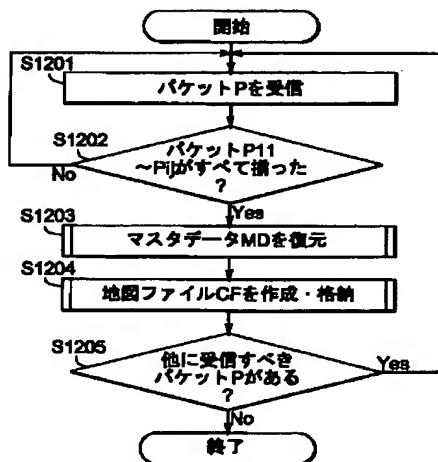 開始
S1201
パケットPを受信
S1202
パケットP11
～Pijがすべて揃った
?
No
Yes
S1203
マスタデータMDを復元
S1204
地図ファイルCFを作成・格納
S1205
他に受信すべき
パケットPがある
?
Yes
No
終了